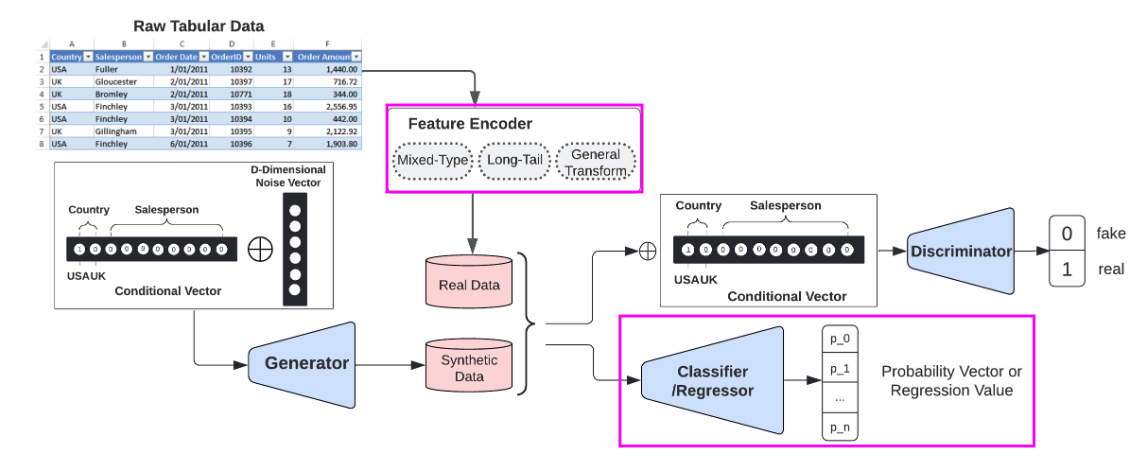 Raw Tabular Data
A B C D E F
1 Country Salesperson Order Date OrderID Units Order Amoun
2 USA Fuller 1/01/2011 10392 13 1,440.00
3 UK Gloucester 2/01/2011 10397 17 716.72
4 UK Bromley 2/01/2011 10771 18 344.00
5 USA Finchley 3/01/2011 10393 16 2,556.95
6 USA Finchley 3/01/2011 10394 10 442.00
7 UK Gillingham 3/01/2011 10395 9 2,122.92
8 USA Finchley 6/01/2011 10396 7 1,903.80
Feature Encoder
Mixed-Type
Long-Tail
General
Transform.
D-Dimensional
Noise Vector
Country Salesperson
1 0 0 0 0 0 0 0 0 0
USA UK
Conditional Vector
Generator
Real Data
Synthetic
Data
Country Salesperson
1 0 0 0 0 0 0 0 0 0
USA UK
Conditional Vector
Discriminator
0 fake
1 real
Classifier
/Regressor
p_0
p_1
...
p_n
Probability Vector or
Regression Value